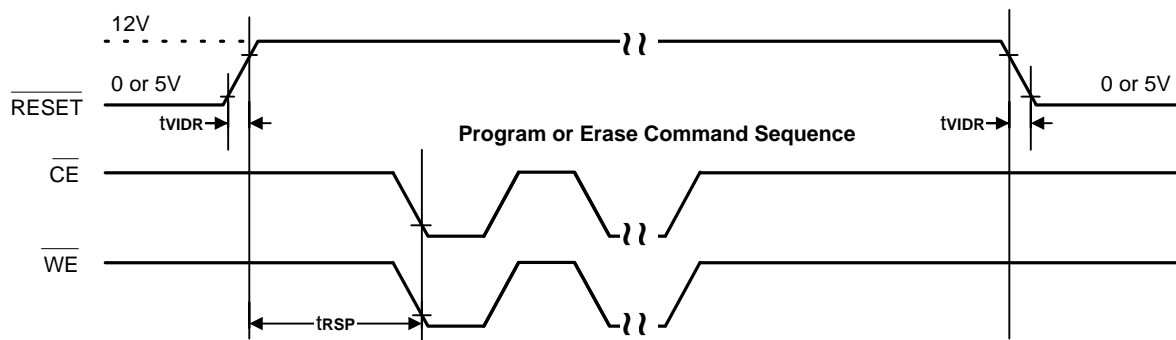 12V
0 or 5V
0 or 5V
RESET
tVIDR
Program or Erase Command Sequence
tVIDR
CE
WE
tRSP